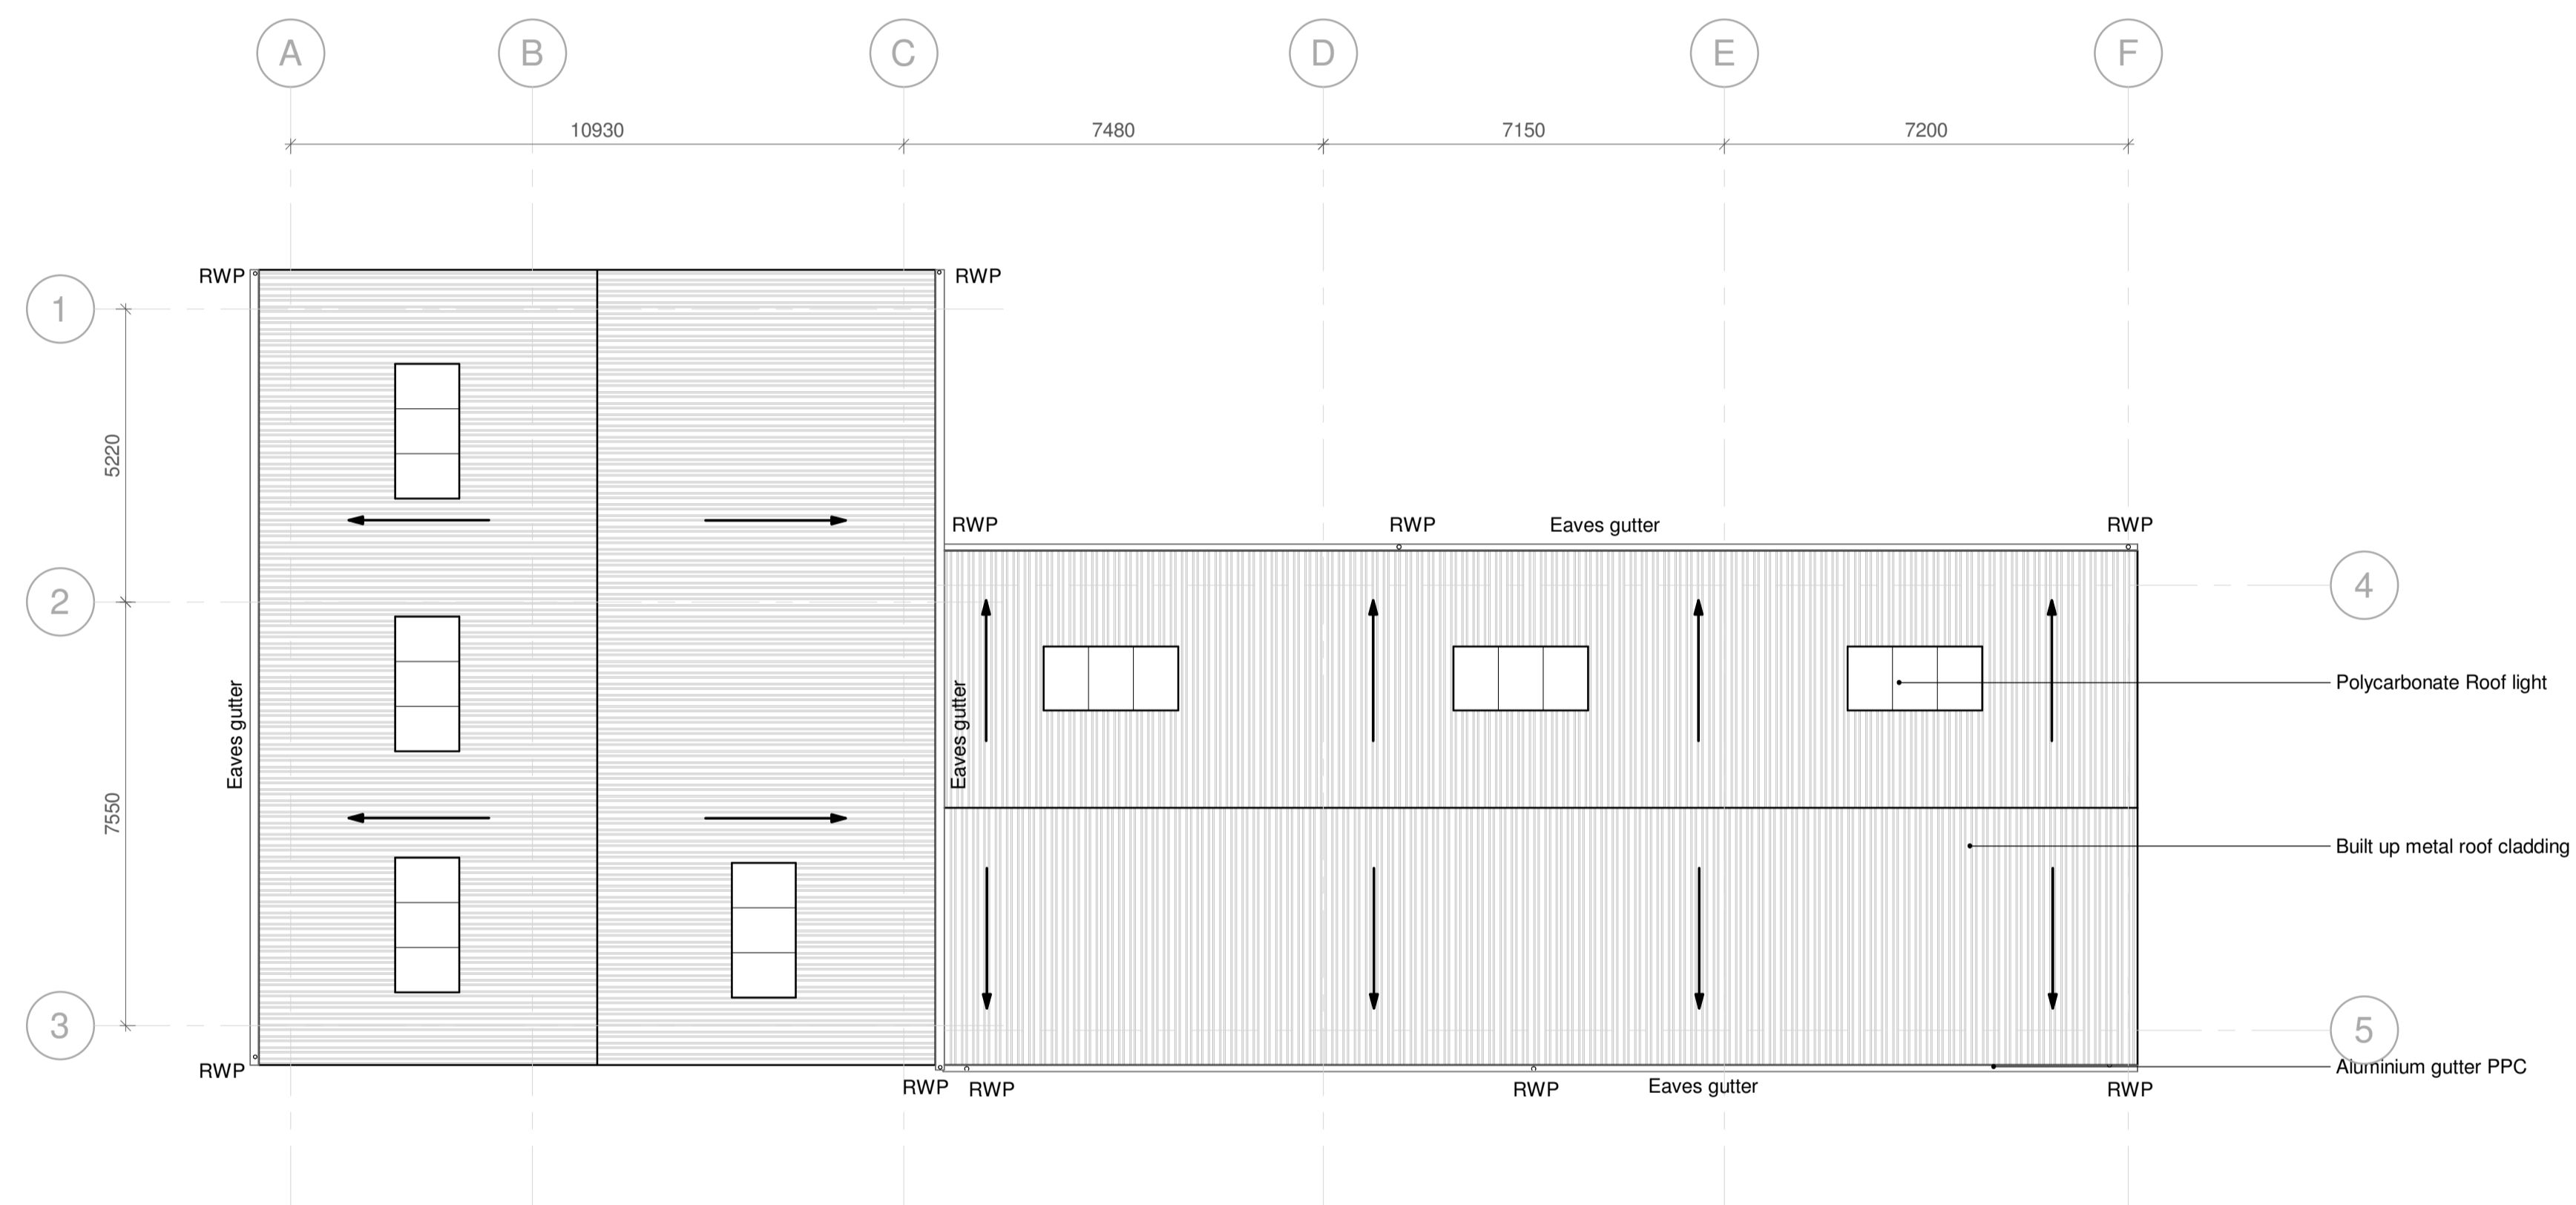 A
B
C
D
E
F
10930
7480
7150
7200
RWP
RWP
1
5220
RWP
RWP
Eaves gutter
RWP
2
4
Polycarbonate Roof light
Eaves gutter
Eaves gutter
7550
Built up metal roof cladding
3
5
RWP
Aluminium gutter PPC
RWP
RWP
RWP
Eaves gutter
RWP